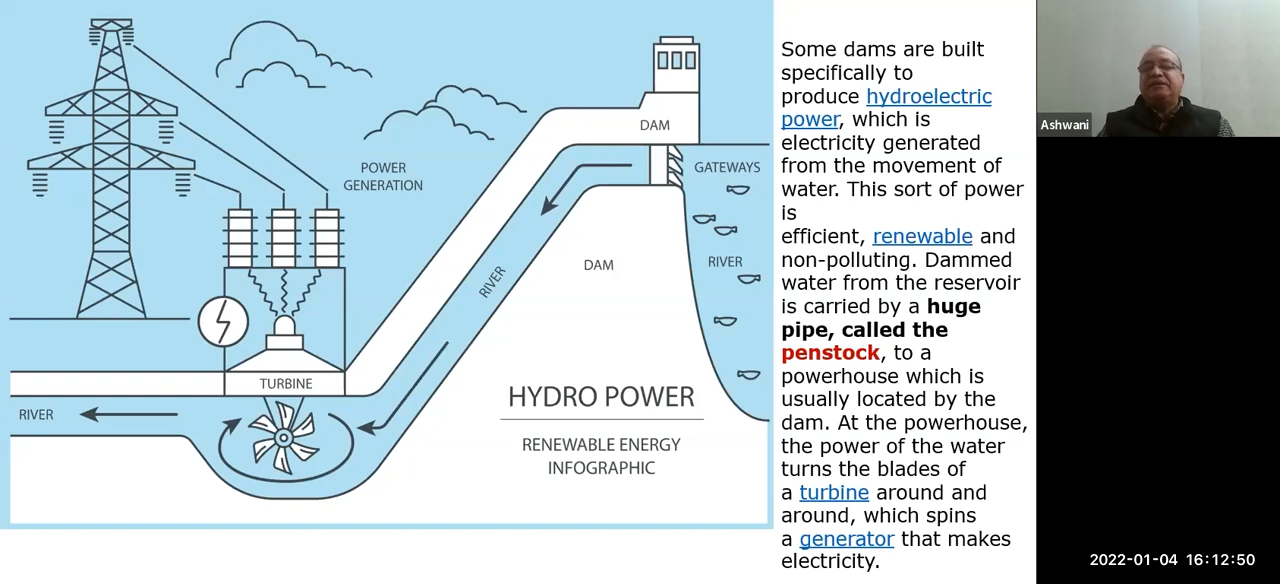 DAM
POWER
GENERATION
GATEWAYS
RIVER
DAM
RIVER
TURBINE
RIVER
HYDRO POWER
RENEWABLE ENERGY
INFOGRAPHIC
Some dams are built
specifically to
produce hydroelectric
power, which is
electricity generated
from the movement of
water. This sort of power
is
efficient, renewable and
non-polluting. Dammed
water from the reservoir
is carried by a huge
pipe, called the
penstock, to a
powerhouse which is
usually located by the
dam. At the powerhouse,
the power of the water
turns the blades of
a turbine around and
around, which spins
a generator that makes
electricity.
Ashwani
2022-01-04 16:12:50